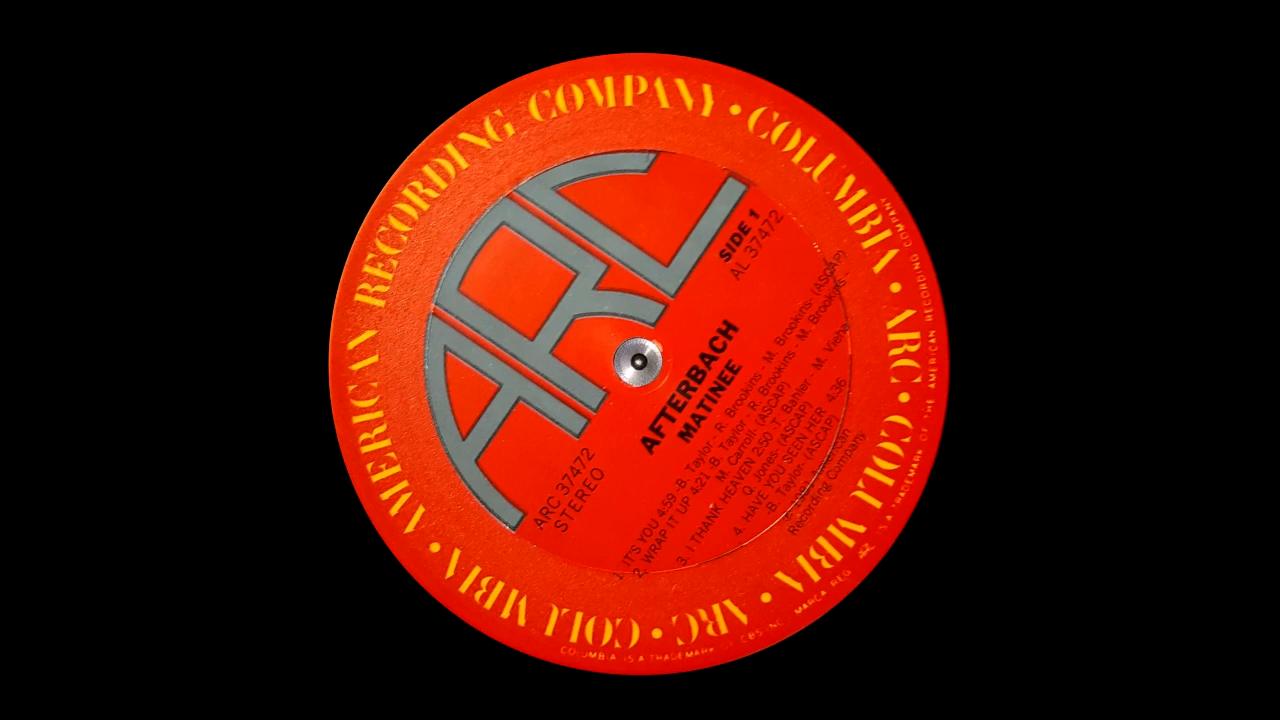 AMERICAN RECORDING COMPANY • COLUMBIA • ARC • COLUMBIA • ARC • COLUMBIA •
ARC
SIDE 1
AL 37472
ARC 37472
STEREO
AFTERBACH
MATINEE
1. IT'S YOU 4:59 -B. Taylor - R. Brookins - M. Brookins- (ASCAP)
2. WRAP IT UP 4:21 -B. Taylor - R. Brookins - M. Brookins-
M. Carroll- (ASCAP)
3. I THANK HEAVEN 2:50 -T. Bahler - M. Vieha
Q. Jones- (ASCAP)
4. HAVE YOU SEEN HER 4:36
-B. Taylor- (ASCAP)
1981 American
Recording Company
COLUMBIA IS A TRADEMARK OF CBS INC. MARCA REG.
IS A TRADEMARK OF THE AMERICAN RECORDING COMPANY